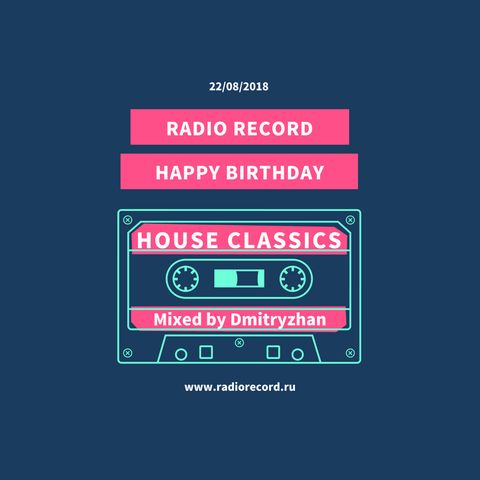 22/08/2018
RADIO RECORD
HAPPY BIRTHDAY
HOUSE CLASSICS
Mixed by Dmitryzhan
www.radiorecord.ru